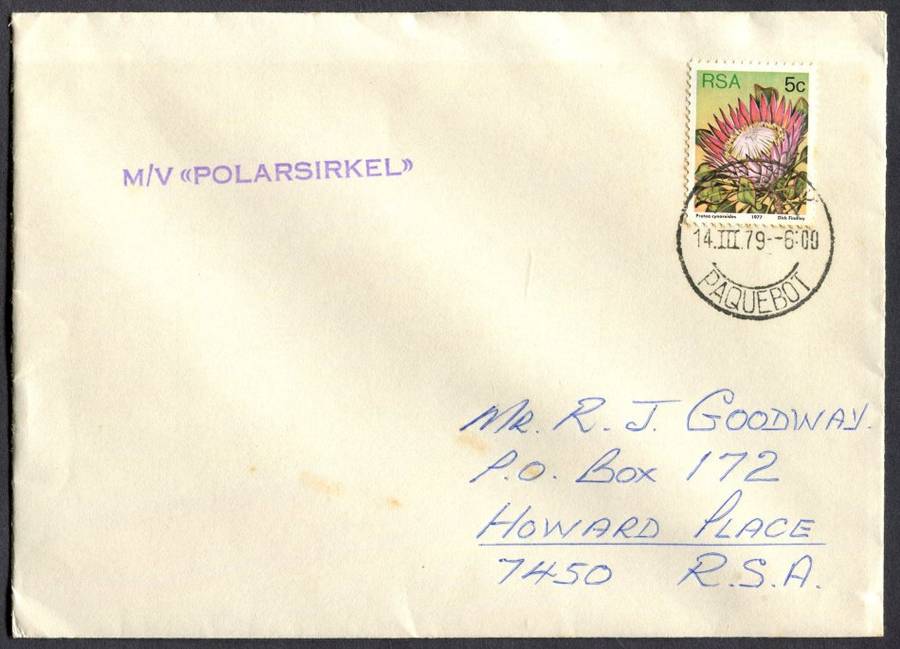 RSA 5c
M/V «POLARSIRKEL»
Protea cynaroides 1977 Dick Findlay
14.III.79--6:00
PAQUEBOT
MR. R. J. GOODWAY.
P.O. BOX 172
HOWARD PLACE
7450 R.S.A.